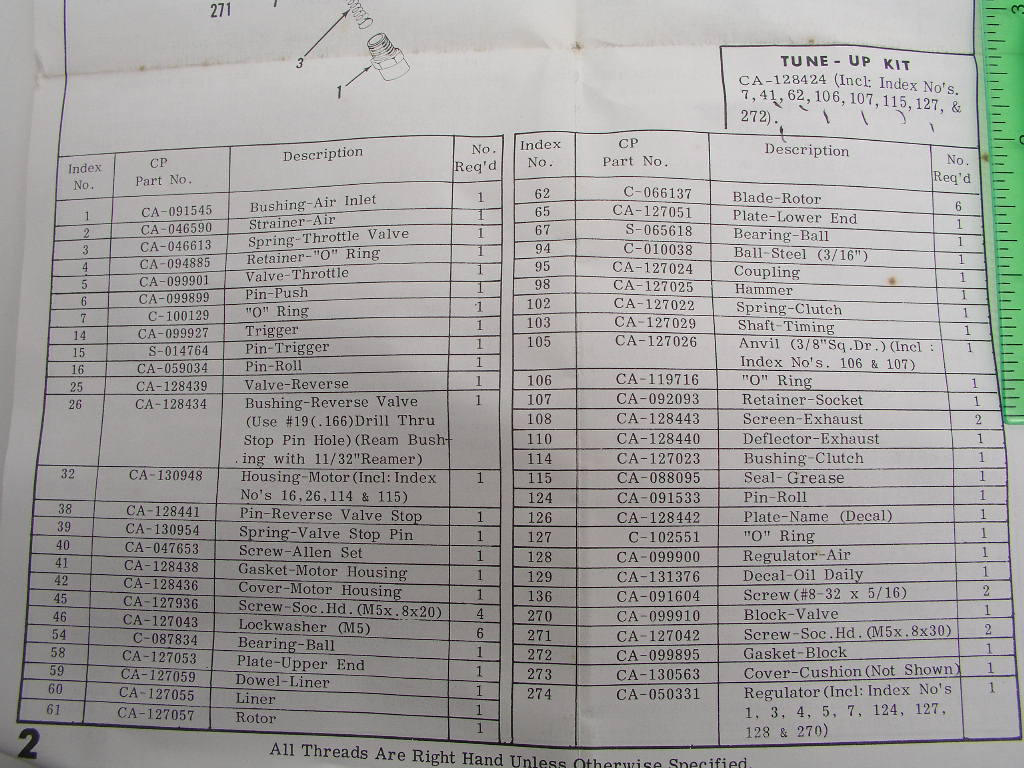 271
3
1
TUNE-UP KIT
CA-128424 (Incl: Index No's.
7, 41, 62, 106, 107, 115, 127, &
272).
Index No. CP Part No. Description No. Req'd
1 CA-091545 Bushing-Air Inlet 1
2 CA-046590 Strainer-Air 1
3 CA-046613 Spring-Throttle Valve 1
4 CA-094885 Retainer-"O" Ring 1
5 CA-099901 Valve-Throttle 1
6 CA-099899 Pin-Push 1
7 C-100129 "O" Ring 1
14 CA-099927 Trigger 1
15 S-014764 Pin-Trigger 1
16 CA-059034 Pin-Roll 1
25 CA-128439 Valve-Reverse 1
26 CA-128434 Bushing-Reverse Valve 1
(Use #19(.166)Drill Thru
Stop Pin Hole)(Ream Bush-
ing with 11/32"Reamer)
32 CA-130948 Housing-Motor(Incl: Index 1
No's 16,26,114 & 115)
38 CA-128441 Pin-Reverse Valve Stop 1
39 CA-130954 Spring-Valve Stop Pin 1
40 CA-047653 Screw-Allen Set 1
41 CA-128438 Gasket-Motor Housing 1
42 CA-128436 Cover-Motor Housing 1
45 CA-127936 Screw-Soc.Hd.(M5x.8x20) 4
46 CA-127043 Lockwasher (M5) 6
54 C-087834 Bearing-Ball 1
58 CA-127053 Plate-Upper End 1
59 CA-127059 Dowel-Liner 1
60 CA-127055 Liner 1
61 CA-127057 Rotor 1
Index No. CP Part No. Description No. Req'd
62 C-066137 Blade-Rotor 6
65 CA-127051 Plate-Lower End 1
67 S-065618 Bearing-Ball 1
94 C-010038 Ball-Steel (3/16") 1
95 CA-127024 Coupling 1
98 CA-127025 Hammer 1
102 CA-127022 Spring-Clutch 1
103 CA-127029 Shaft-Timing 1
105 CA-127026 Anvil (3/8"Sq.Dr.)(Incl: 1
Index No's. 106 & 107)
106 CA-119716 "O" Ring 1
107 CA-092093 Retainer-Socket 1
108 CA-128443 Screen-Exhaust 2
110 CA-128440 Deflector-Exhaust 1
114 CA-127023 Bushing-Clutch 1
115 CA-088095 Seal-Grease 1
124 CA-091533 Pin-Roll 1
126 CA-128442 Plate-Name (Decal) 1
127 C-102551 "O" Ring 1
128 CA-099900 Regulator-Air 1
129 CA-131376 Decal-Oil Daily 1
136 CA-091604 Screw(#8-32 x 5/16) 2
270 CA-099910 Block-Valve 1
271 CA-127042 Screw-Soc.Hd.(M5x.8x30) 2
272 CA-099895 Gasket-Block 1
273 CA-130563 Cover-Cushion(Not Shown) 1
274 CA-050331 Regulator(Incl: Index No's 1
1, 3, 4, 5, 7, 124, 127,
128 & 270)
2
All Threads Are Right Hand Unless Otherwise Specified.